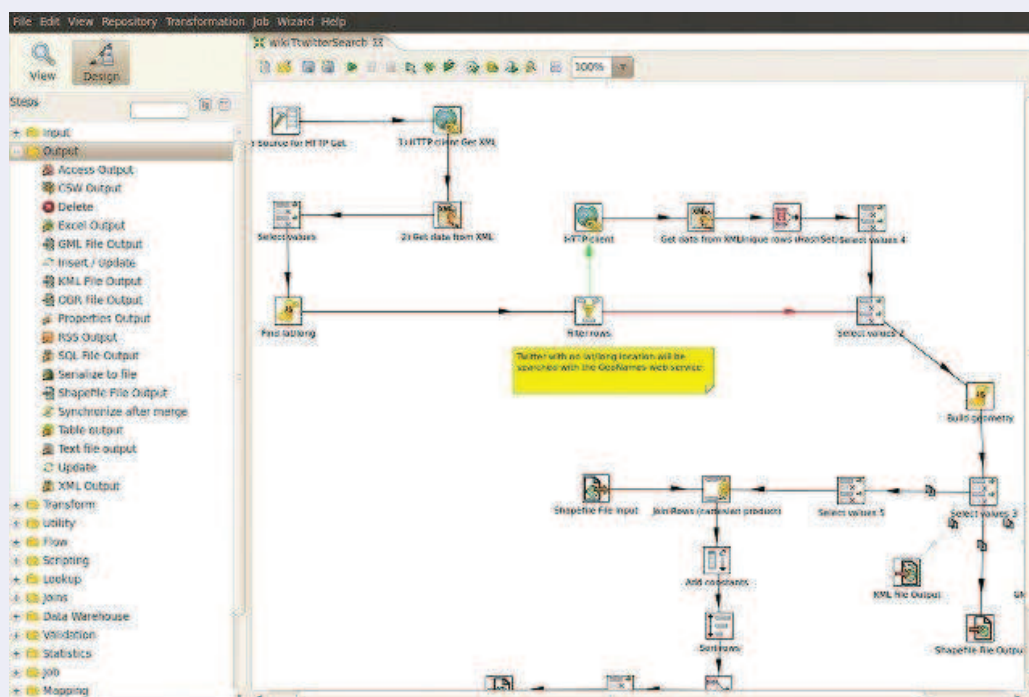 File Edit View Repository Transformation Job Wizard Help
View
Design
wikiTtwitterSearch
100%
Steps
Input
Output
Access Output
CSW Output
Delete
Excel Output
GML File Output
Insert / Update
KML File Output
OGR File Output
Properties Output
RSS Output
SQL File Output
Serialize to file
Shapefile File Output
Synchronize after merge
Table output
Text file output
Update
XML Output
Transform
Utility
Flow
Scripting
Lookup
Joins
Data Warehouse
Validation
Statistics
Job
Mapping
Source for HTTP Get
1) HTTP client Get XML
Select values
2) Get data from XML
HTTP client
Get data from XML
Unique rows (HashSet)
Select values 4
Find lat/long
Filter rows
Select values 2
Twitter with no lat/long location will be
searched with the GeoNames web service
Build geometry
Shapefile File Input
Join Rows (cartesian product)
Select values 5
Select values 3
Add constants
KML File Output
Sort rows
Shapefile File Output